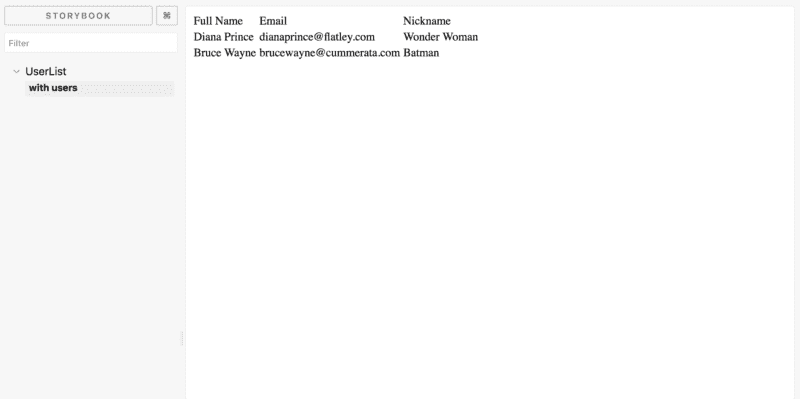 STORYBOOK ⌘
Filter
UserList
with users
Full Name Email Nickname
Diana Prince dianaprince@flatley.com Wonder Woman
Bruce Wayne brucewayne@cummerata.com Batman